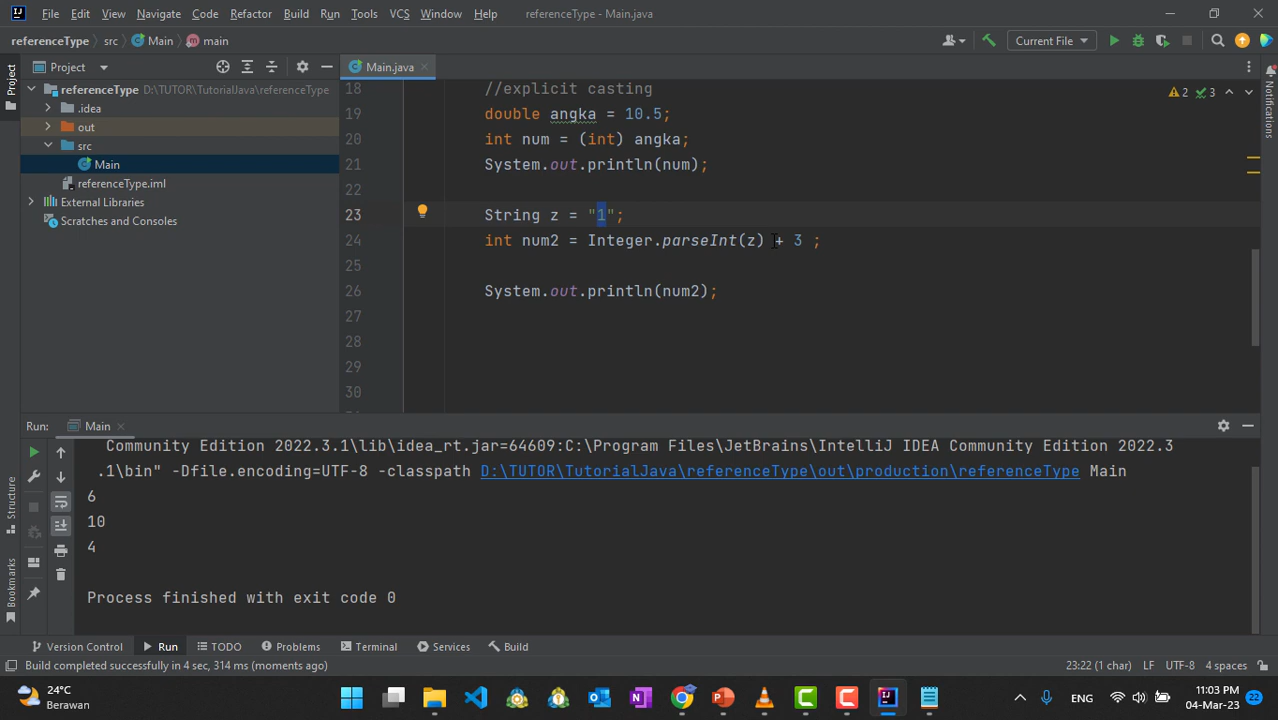 File Edit View Navigate Code Refactor Build Run Tools VCS Window Help referenceType - Main.java
referenceType src Main main Current File
Project Main.java
Project
referenceType D:\TUTOR\TutorialJava\referenceType
.idea
out
src
Main
referenceType.iml
External Libraries
Scratches and Consoles
2 3
18 //explicit casting
19 double angka = 10.5;
20 int num = (int) angka;
21 System.out.println(num);
22
23 String z = "1";
24 int num2 = Integer.parseInt(z) + 3 ;
25
26 System.out.println(num2);
27
28
29
30
Notifications
Run: Main
Community Edition 2022.3.1\lib\idea_rt.jar=64609:C:\Program Files\JetBrains\IntelliJ IDEA Community Edition 2022.3
.1\bin" -Dfile.encoding=UTF-8 -classpath D:\TUTOR\TutorialJava\referenceType\out\production\referenceType Main
6
10
4
Process finished with exit code 0
Structure
Bookmarks
Version Control Run TODO Problems Terminal Services Build
Build completed successfully in 4 sec, 314 ms (moments ago) 23:22 (1 char) LF UTF-8 4 spaces
24°C
Berawan
ENG
11:03 PM
04-Mar-23
22